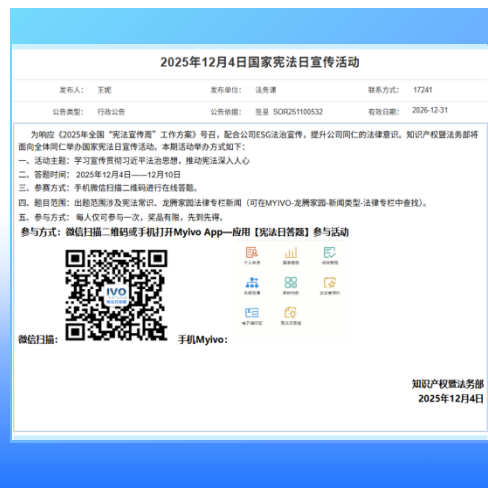 2025年12月4日国家宪法日宣传活动
发布人： 王妮 发布单位： 法务课 联系方式： 17241
公告类型： 行政公告 公告依据： 签呈 SOR251100532 有效日期： 2026-12-31
为响应《2025年全国“宪法宣传周”工作方案》号召，配合公司ESG法治宣传，提升公司同仁的法律意识。知识产权暨法务部将
面向全体同仁举办国家宪法日宣传活动。本期活动举办方式如下：
一、活动主题：学习宣传贯彻习近平法治思想，推动宪法深入人心
二、答题时间： 2025年12月4日——12月10日
三、参赛方式：手机微信扫描二维码进行在线答题。
四、题目范围：出题范围涉及宪法常识、龙腾家园法律专栏新闻（可在MYIVO-龙腾家园-新闻类型-法律专栏中查找）。
五、参与方式： 每人仅可参与一次，奖品有限，先到先得。
参与方式：微信扫描二维码或手机打开Myivo App—应用【宪法日答题】参与活动
IVO
微信扫描：
手机Myivo：
知识产权暨法务部
2025年12月4日